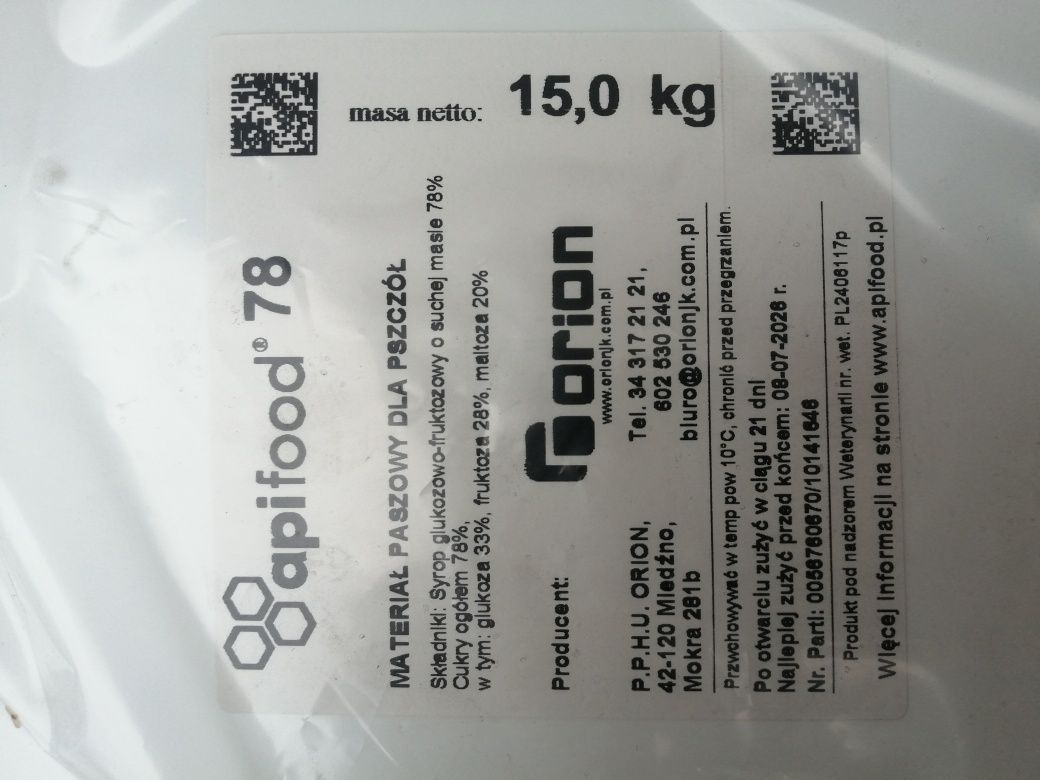 apifood® 78
MATERIAŁ PASZOWY DLA PSZCZÓŁ
Składniki: Syrop glukozowo-fruktozowy o suchej masie 78%
Cukry ogółem 78%,
w tym: glukoza 33%, fruktoza 28%, maltoza 20%
masa netto: 15,0 kg
Producent:
orion
www.orionjk.com.pl
P.P.H.U. ORION,
42-120 Miedźno,
Mokra 281b
Tel. 34 317 21 21,
602 530 246
biuro@orionjk.com.pl
Przwchowywać w temp pow 10°C, chronić przed przegrzaniem.
Po otwarciu zużyć w ciągu 21 dni
Najlepiej zużyć przed końcem: 08-07-2026 r.
Nr. Parti: 0056760670/10141646
Produkt pod nadzorem Weterynarii nr. wet. PL2406117p
Więcej informacji na stronie www.apifood.pl